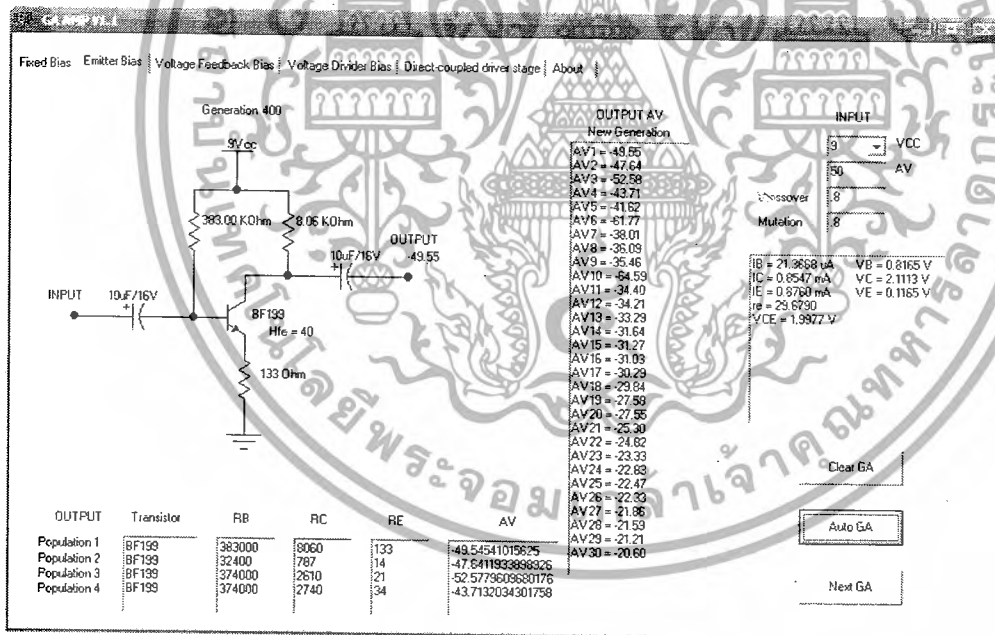 Fixed Bias Emitter Bias Voltage Feedback Bias Voltage Divider Bias Direct-coupled driver stage About
Generation 400
9Vcc
383.00 KOhm
8.06 KOhm
OUTPUT
-49.55
10uF/16V
INPUT
10uF/16V
BF199
Hfe = 40
133 Ohm
OUTPUT AV
New Generation
AV1 = -49.55
AV2 = -47.64
AV3 = -52.58
AV4 = -43.71
AV5 = -41.62
AV6 = -61.77
AV7 = -38.01
AV8 = -36.09
AV9 = -35.46
AV10 = -64.59
AV11 = -34.40
AV12 = -34.21
AV13 = -33.29
AV14 = -31.64
AV15 = -31.27
AV16 = -31.03
AV17 = -30.29
AV18 = -29.84
AV19 = -27.58
AV20 = -27.55
AV21 = -25.30
AV22 = -24.82
AV23 = -23.33
AV24 = -22.83
AV25 = -22.47
AV26 = -22.33
AV27 = -21.86
AV28 = -21.59
AV29 = -21.21
AV30 = -20.60
INPUT
9 VCC
50 AV
Crossover .8
Mutation .8
IB = 21.3668 uA VB = 0.8165 V
IC = 0.8547 mA VC = 2.1113 V
IE = 0.8760 mA VE = 0.1165 V
re = 29.6790
VCE = 1.9977 V
Clear GA
Auto GA
Next GA
OUTPUT Transistor RB RC RE AV
Population 1 BF199 383000 8060 133 -49.54541015625
Population 2 BF199 32400 787 14 -47.6411933898926
Population 3 BF199 374000 2610 21 -52.5779609680176
Population 4 BF199 374000 2740 34 -43.7132034301758